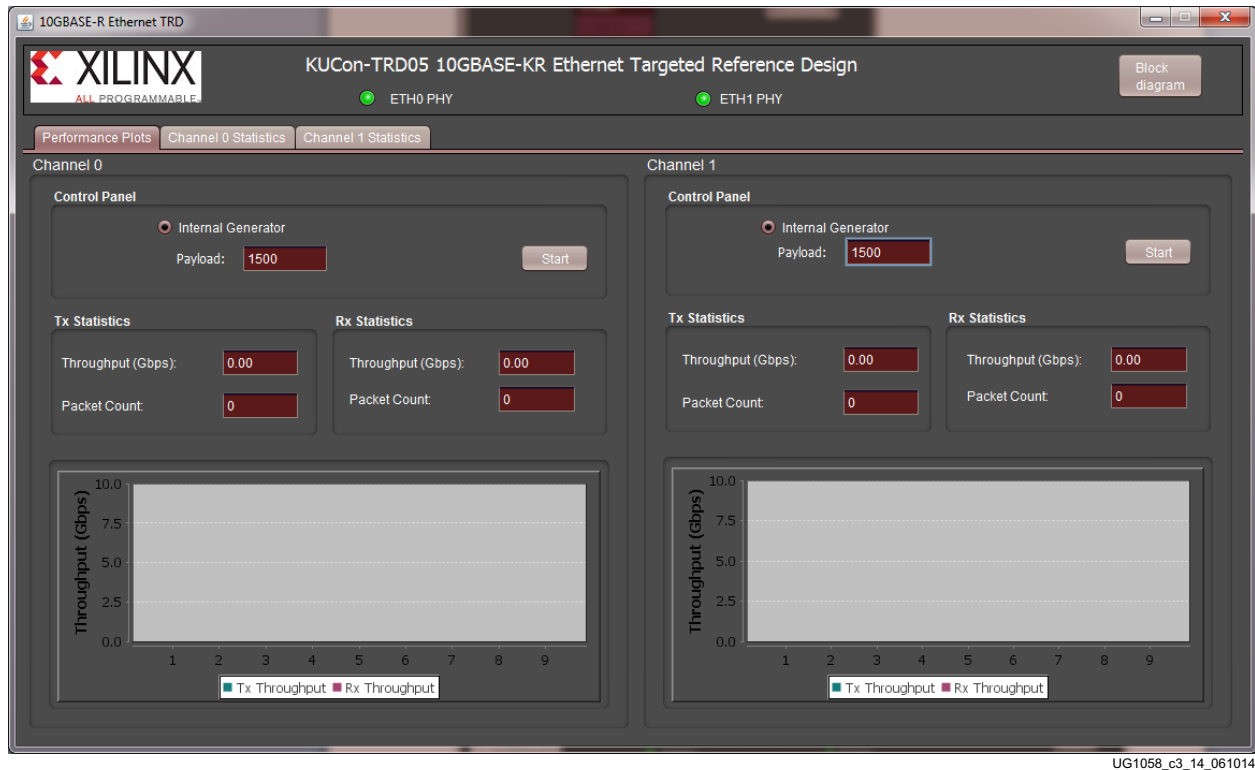 10GBASE-R Ethernet TRD
XILINX
ALL PROGRAMMABLE
KUCon-TRD05 10GBASE-KR Ethernet Targeted Reference Design
ETH0 PHY
ETH1 PHY
Block
diagram
Performance Plots
Channel 0 Statistics
Channel 1 Statistics
Channel 0
Control Panel
Internal Generator
Payload: 1500
Start
Tx Statistics
Throughput (Gbps): 0.00
Packet Count: 0
Rx Statistics
Throughput (Gbps): 0.00
Packet Count: 0
Throughput (Gbps)
10.0
7.5
5.0
2.5
0.0
1 2 3 4 5 6 7 8 9
Tx Throughput Rx Throughput
Channel 1
Control Panel
Internal Generator
Payload: 1500
Start
Tx Statistics
Throughput (Gbps): 0.00
Packet Count: 0
Rx Statistics
Throughput (Gbps): 0.00
Packet Count: 0
Throughput (Gbps)
10.0
7.5
5.0
2.5
0.0
1 2 3 4 5 6 7 8 9
Tx Throughput Rx Throughput
UG1058_c3_14_061014